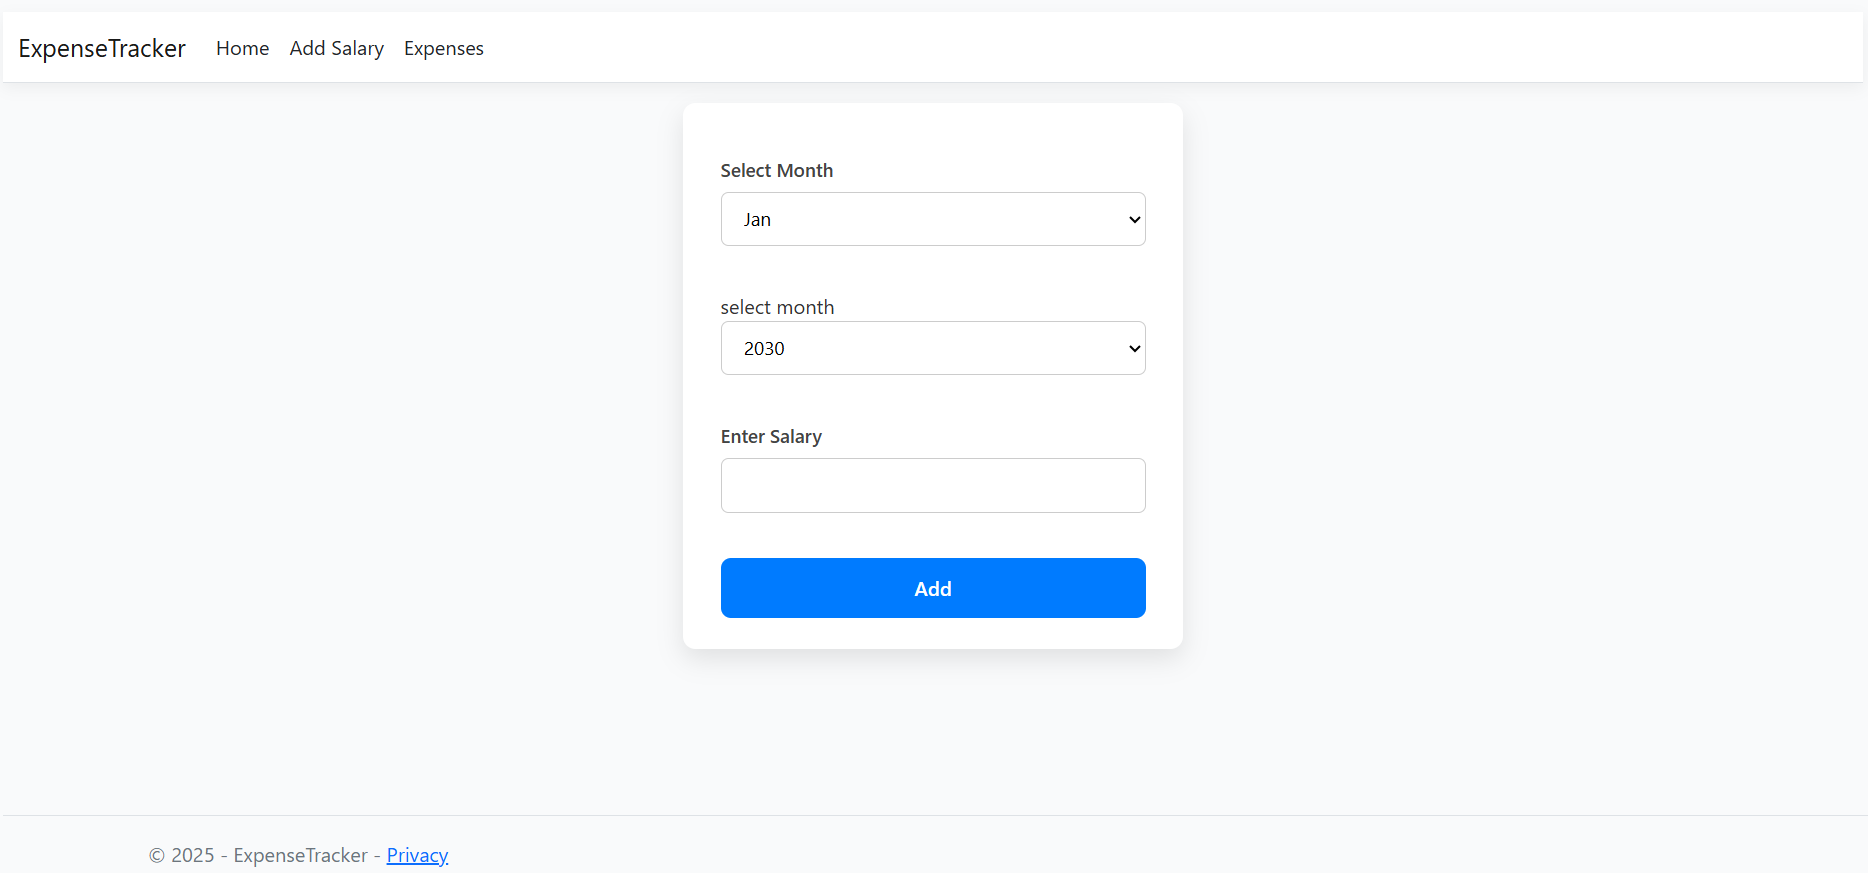 ExpenseTracker Home Add Salary Expenses
Select Month
Jan
select month
2030
Enter Salary
Add
© 2025 - ExpenseTracker - Privacy